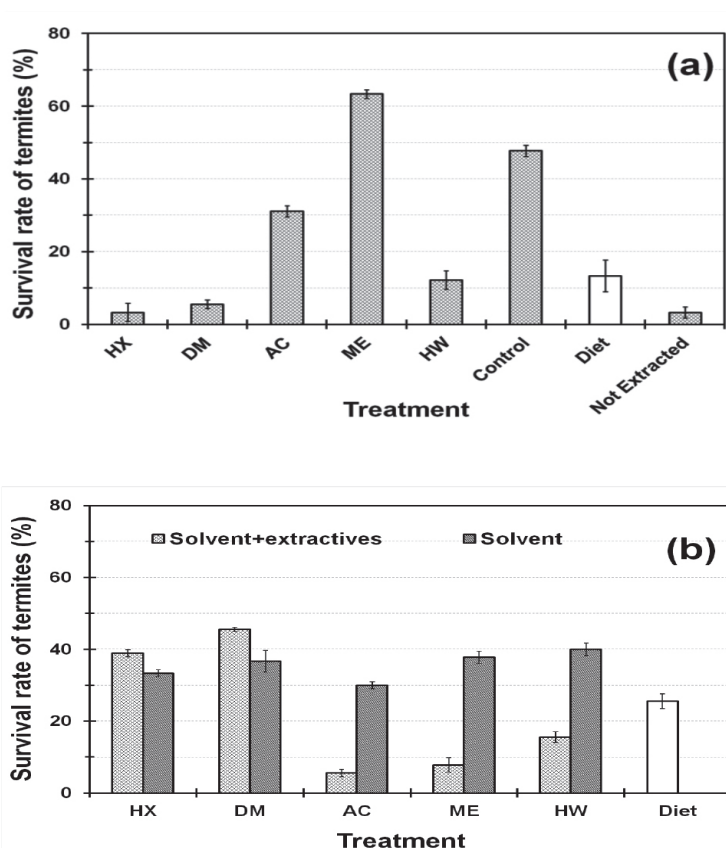 Survival rate of termites (%)
80
60
40
20
0
(a)
HX
DM
AC
ME
HW
Control
Diet
Not Extracted
Treatment
Survival rate of termites (%)
80
60
40
20
0
Solvent+extractives
Solvent
(b)
HX
DM
AC
ME
HW
Diet
Treatment